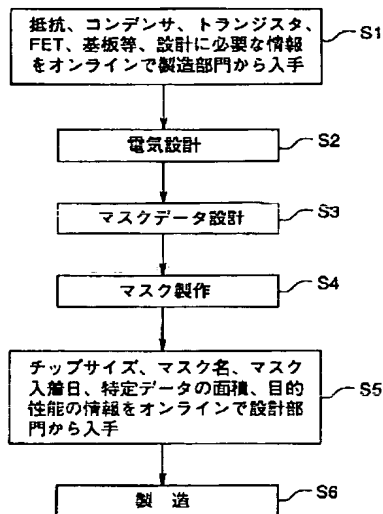 抵抗、コンデンサ、トランジスタ、
FET、基板等、設計に必要な情報
をオンラインで製造部門から入手
S1
電気設計
S2
マスクデータ設計
S3
マスク製作
S4
チップサイズ、マスク名、マスク
入着日、特定データの面積、目的
性能の情報をオンラインで設計部
門から入手
S5
製 造
S6